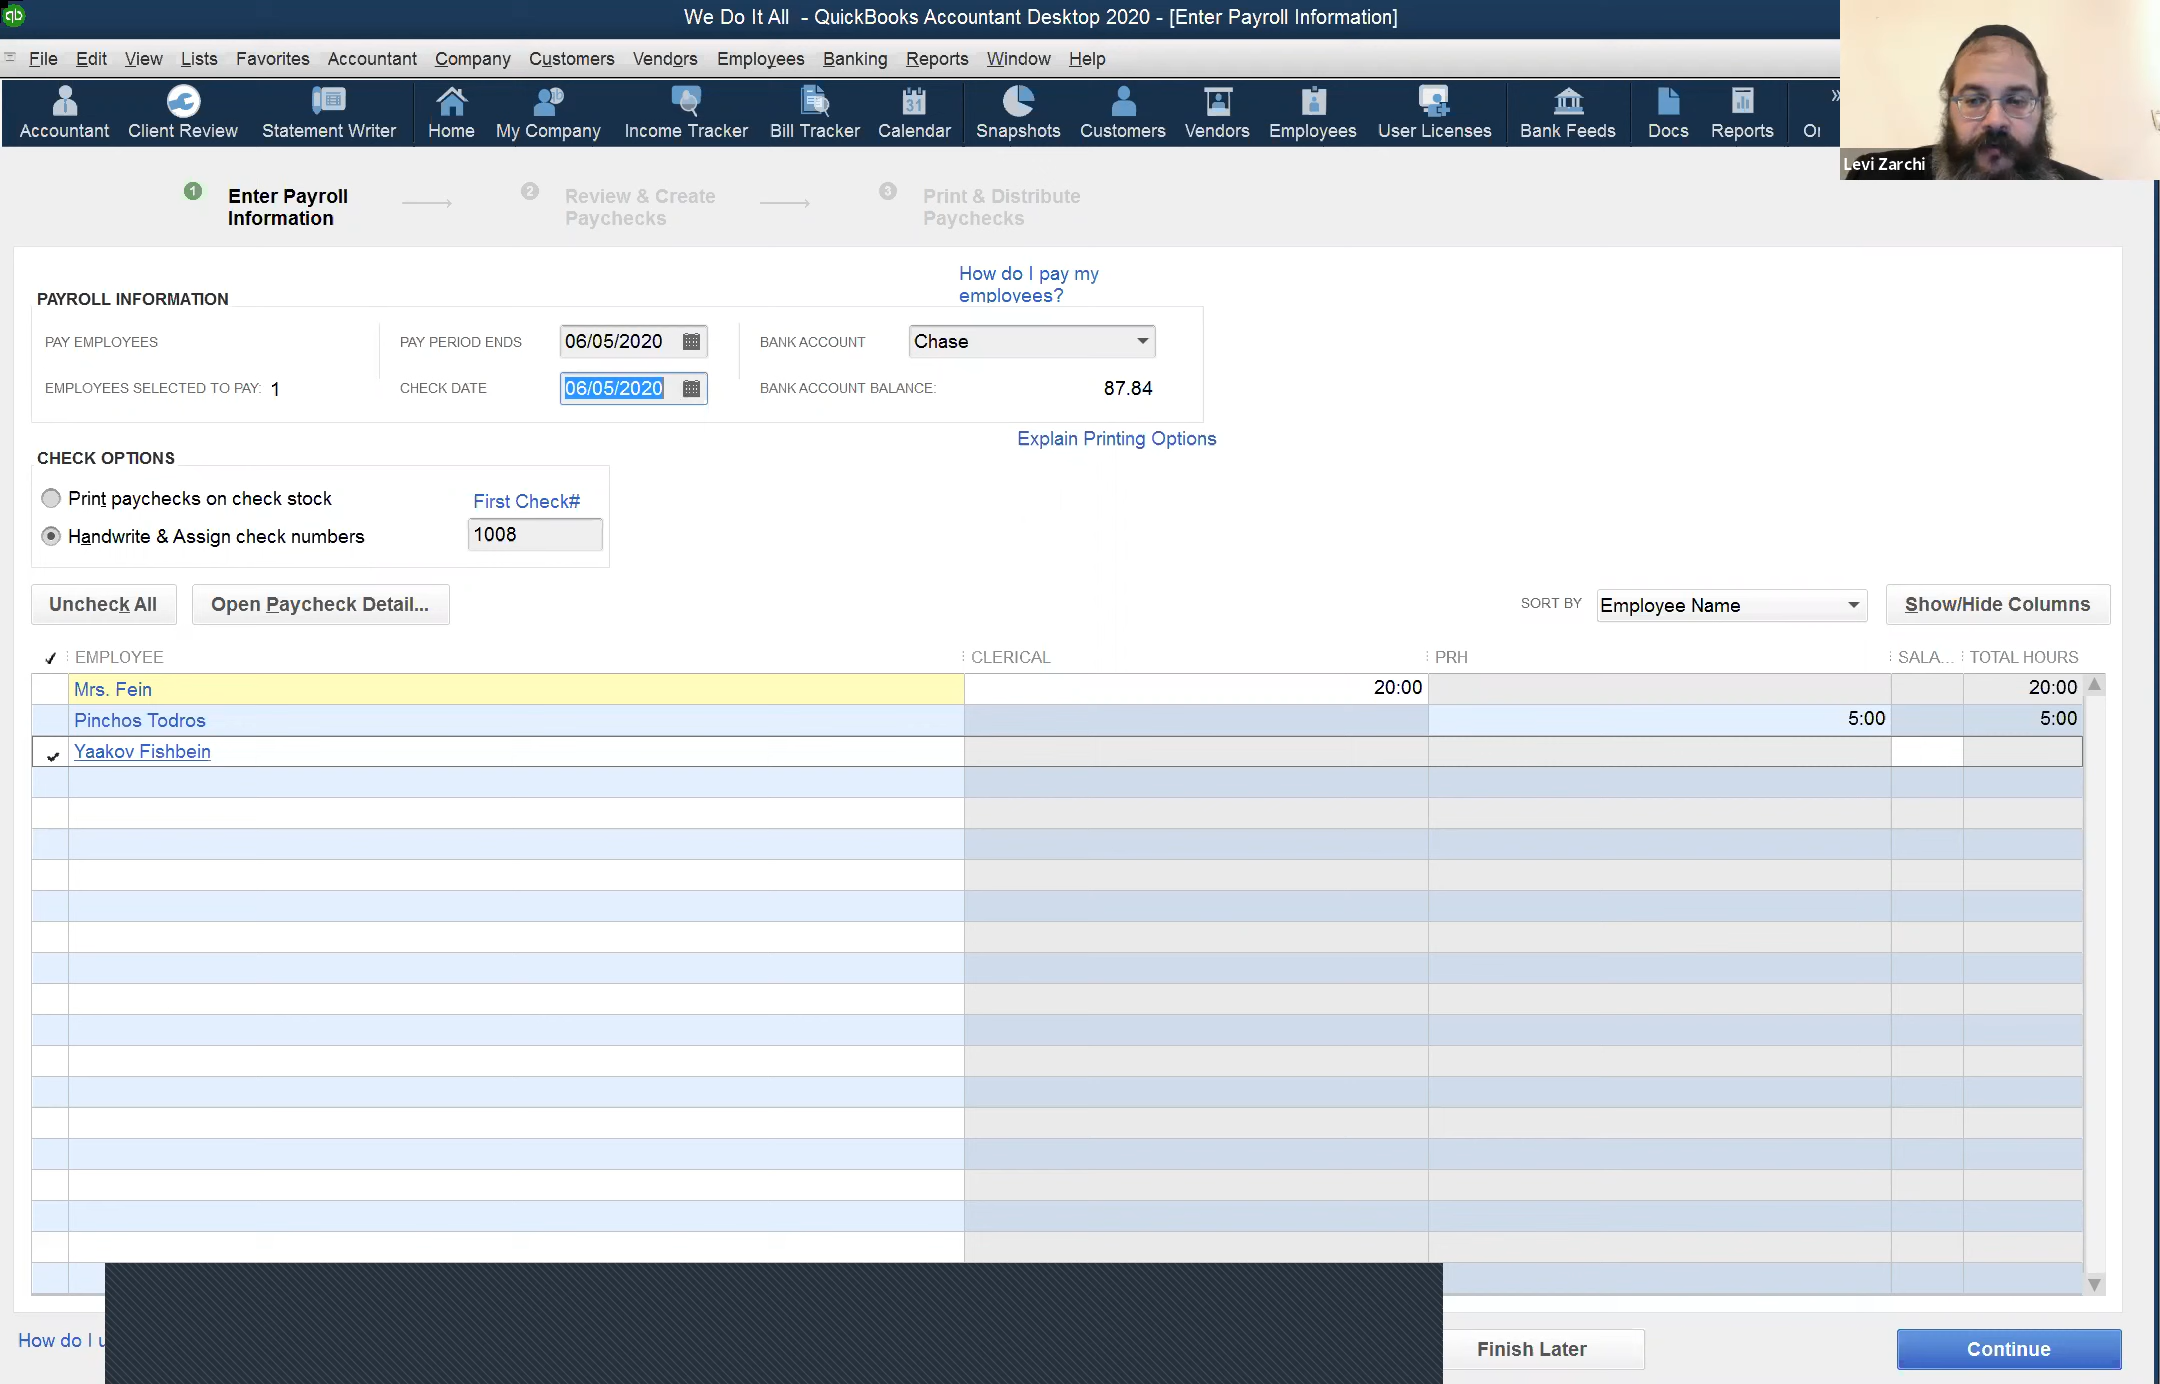 qb
We Do It All - QuickBooks Accountant Desktop 2020 - [Enter Payroll Information]
File Edit View Lists Favorites Accountant Company Customers Vendors Employees Banking Reports Window Help
Accountant Client Review Statement Writer Home My Company Income Tracker Bill Tracker Calendar Snapshots Customers Vendors Employees User Licenses Bank Feeds Docs Reports
31
Levi Zarchi
1 Enter Payroll Information
2 Review & Create Paychecks
3 Print & Distribute Paychecks
How do I pay my
employees?
PAYROLL INFORMATION
PAY EMPLOYEES PAY PERIOD ENDS 06/05/2020 BANK ACCOUNT Chase
EMPLOYEES SELECTED TO PAY: 1 CHECK DATE 06/05/2020 BANK ACCOUNT BALANCE: 87.84
Explain Printing Options
CHECK OPTIONS
Print paychecks on check stock First Check#
Handwrite & Assign check numbers 1008
Uncheck All Open Paycheck Detail... SORT BY Employee Name Show/Hide Columns
EMPLOYEE CLERICAL PRH SALA... TOTAL HOURS
Mrs. Fein 20:00 20:00
Pinchos Todros 5:00 5:00
Yaakov Fishbein
How do I Finish Later Continue